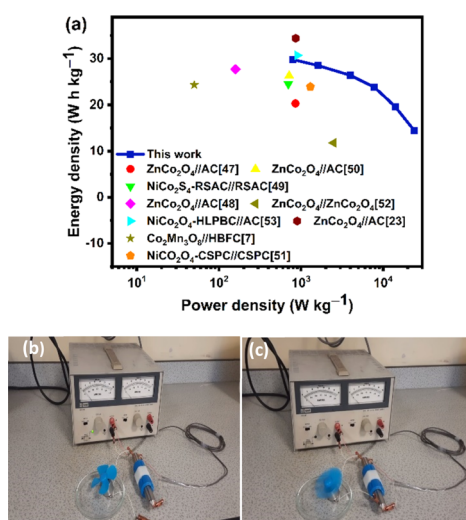 (a)
Energy density (W h kg⁻¹)
40
30
20
10
0
-10
This work
ZnCo₂O₄//AC[47] ZnCo₂O₄//AC[50]
NiCo₂S₄-RSAC//RSAC[49]
ZnCo₂O₄//AC[48] ZnCo₂O₄//ZnCo₂O₄[52]
NiCo₂O₄-HLPBC//AC[53] ZnCo₂O₄//AC[23]
Co₂Mn₃O₈//HBFC[7]
NiCO₂O₄-CSPC//CSPC[51]
10¹ 10² 10³ 10⁴
Power density (W kg⁻¹)
(b) (c)